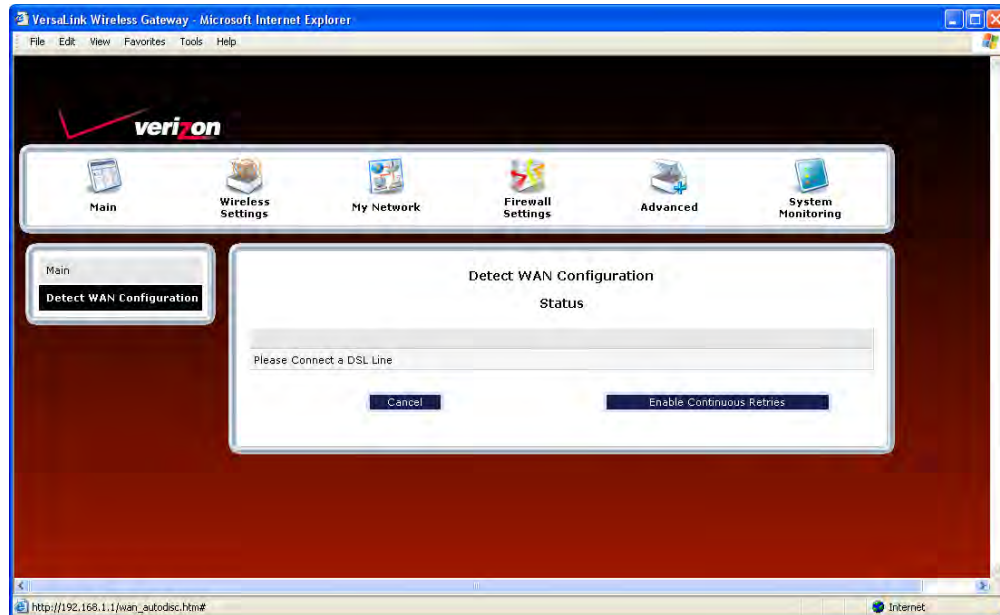 VersaLink Wireless Gateway - Microsoft Internet Explorer
File Edit View Favorites Tools Help
verizon
Main
Wireless Settings
My Network
Firewall Settings
Advanced
System Monitoring
Main
Detect WAN Configuration
Detect WAN Configuration
Status
Please Connect a DSL Line
Cancel
Enable Continuous Retries
http://192.168.1.1/wan_autodisc.htm#
Internet